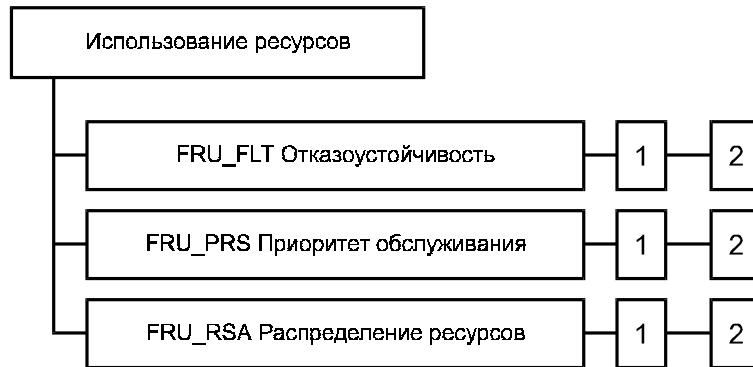 Использование ресурсов
FRU_FLT Отказоустойчивость 1 2
FRU_PRS Приоритет обслуживания 1 2
FRU_RSA Распределение ресурсов 1 2